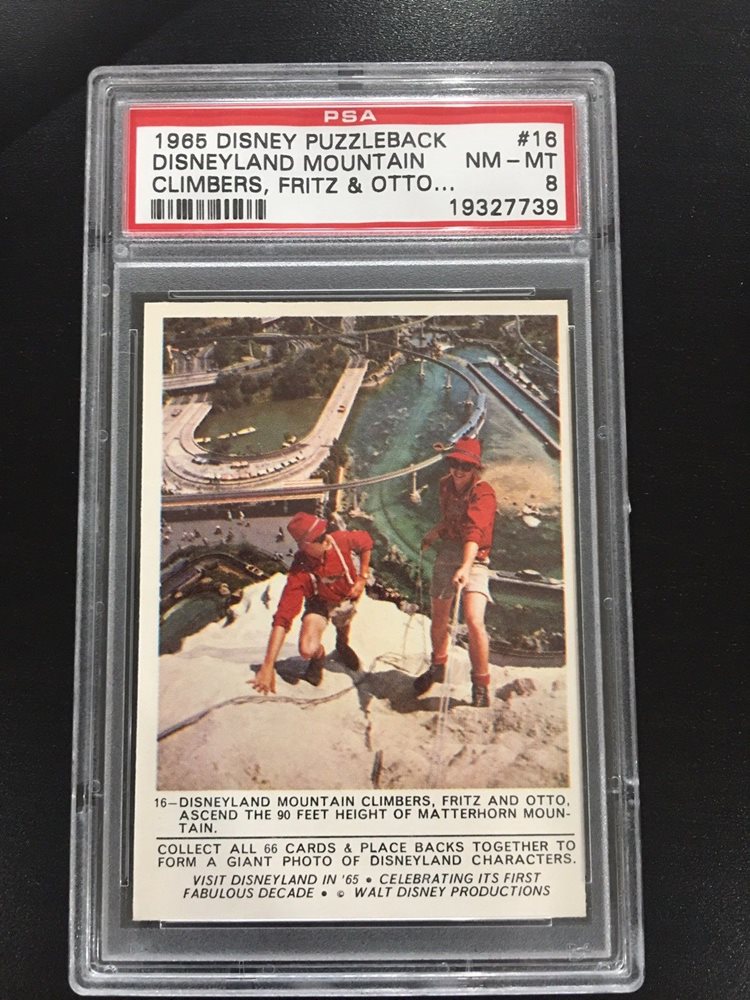 PSA
1965 DISNEY PUZZLEBACK #16
DISNEYLAND MOUNTAIN NM - MT
CLIMBERS, FRITZ & OTTO... 8
19327739
16–DISNEYLAND MOUNTAIN CLIMBERS, FRITZ AND OTTO,
ASCEND THE 90 FEET HEIGHT OF MATTERHORN MOUN-
TAIN.
COLLECT ALL 66 CARDS & PLACE BACKS TOGETHER TO
FORM A GIANT PHOTO OF DISNEYLAND CHARACTERS.
VISIT DISNEYLAND IN '65 • CELEBRATING ITS FIRST
FABULOUS DECADE • © WALT DISNEY PRODUCTIONS